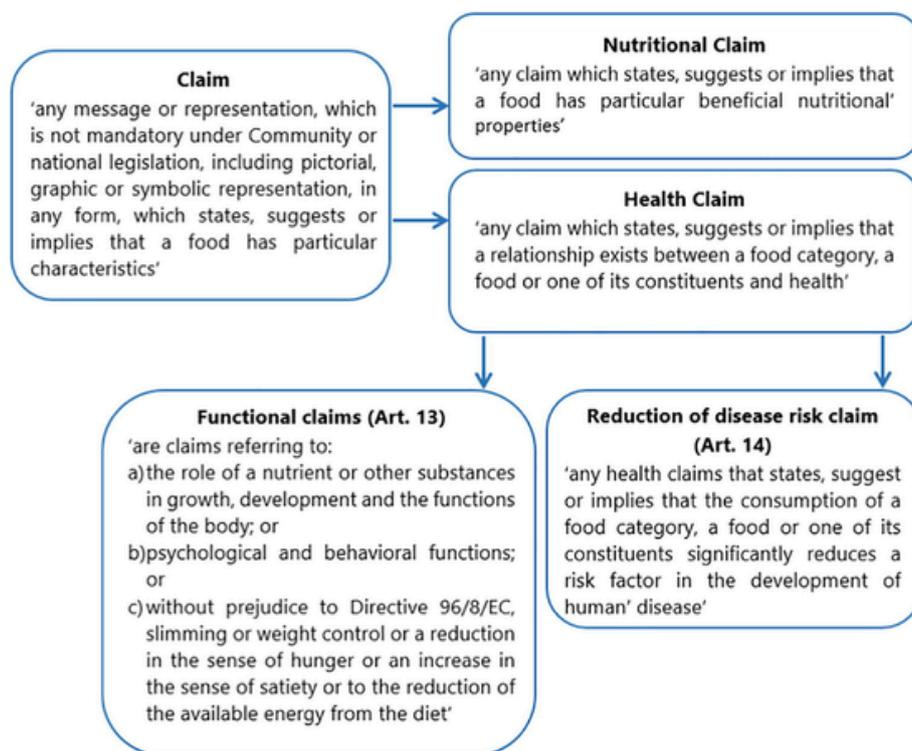 Claim
‘any message or representation, which
is not mandatory under Community or
national legislation, including pictorial,
graphic or symbolic representation, in
any form, which states, suggests or
implies that a food has particular
characteristics‘
Nutritional Claim
‘any claim which states, suggests or implies that
a food has particular beneficial nutritional’
properties‘
Health Claim
‘any claim which states, suggests or implies that
a relationship exists between a food category, a
food or one of its constituents and health‘
Functional claims (Art. 13)
‘are claims referring to:
a) the role of a nutrient or other substances
in growth, development and the functions
of the body; or
b) psychological and behavioral functions;
or
c) without prejudice to Directive 96/8/EC,
slimming or weight control or a reduction
in the sense of hunger or an increase in
the sense of satiety or to the reduction of
the available energy from the diet‘
Reduction of disease risk claim
(Art. 14)
‘any health claims that states, suggest
or implies that the consumption of a
food category, a food or one of its
constituents significantly reduces a
risk factor in the development of
human’ disease‘